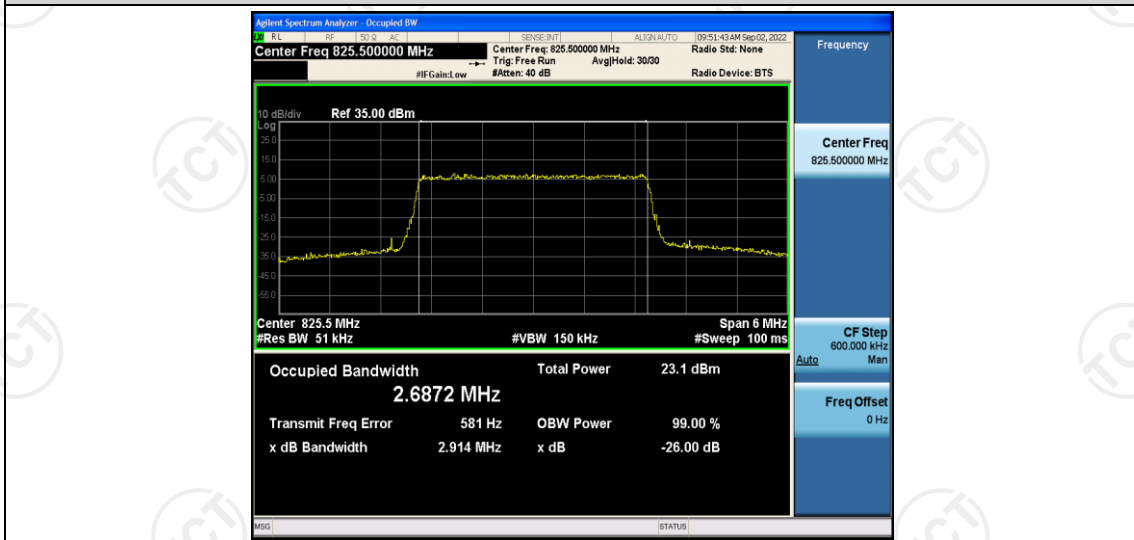 Agilent Spectrum Analyzer - Occupied BW
LXI RL RF 50 Ω AC SENSE:INT ALIGN AUTO 09:51:43 AM Sep 02, 2022
Center Freq 825.500000 MHz Center Freq: 825.500000 MHz Radio Std: None
Trig: Free Run Avg|Hold: 30/30
#IFGain:Low #Atten: 40 dB Radio Device: BTS
Frequency
10 dB/div Ref 35.00 dBm
Log
25.0
15.0
5.00
-5.00
-15.0
-25.0
-35.0
-45.0
-55.0
Center 825.5 MHz Span 6 MHz
#Res BW 51 kHz #VBW 150 kHz #Sweep 100 ms
Occupied Bandwidth Total Power 23.1 dBm
2.6872 MHz
Transmit Freq Error 581 Hz OBW Power 99.00 %
x dB Bandwidth 2.914 MHz x dB -26.00 dB
Center Freq
825.500000 MHz
CF Step
600.000 kHz
Auto Man
Freq Offset
0 Hz
MSG STATUS
TCT
TCT
TCT
TCT
TCT
TCT